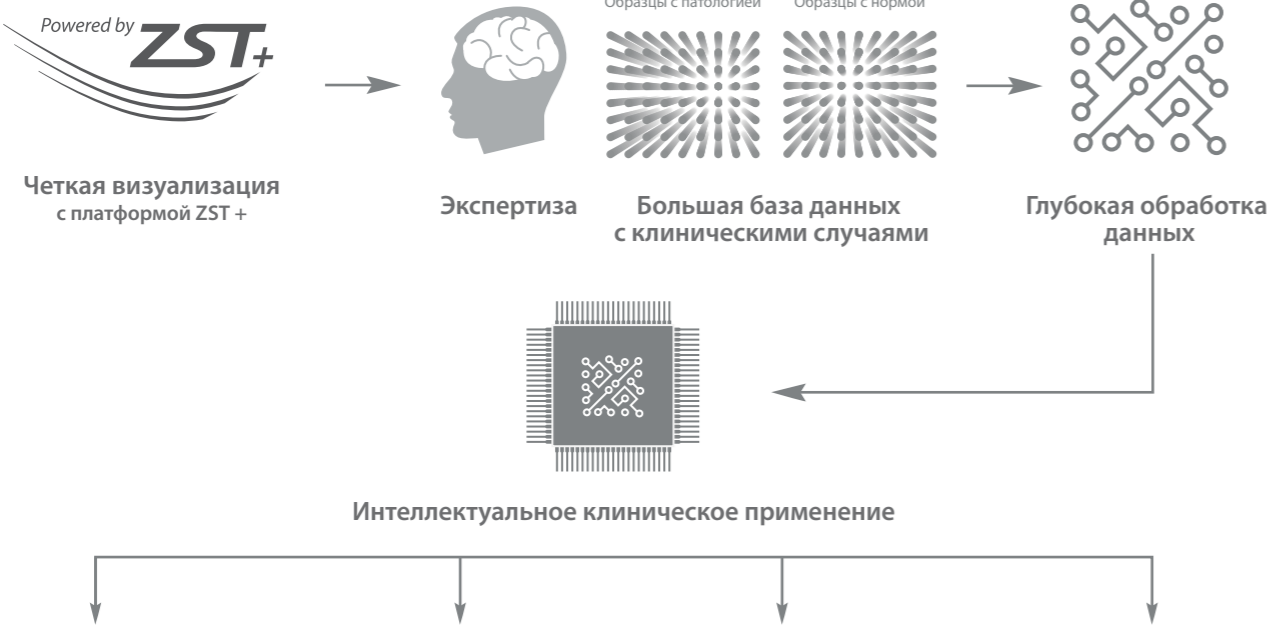 Powered by ZST+
Образцы с патологией
Образцы с нормой
Четкая визуализация
с платформой ZST +
Экспертиза
Большая база данных
с клиническими случаями
Глубокая обработка
данных
Интеллектуальное клиническое применение